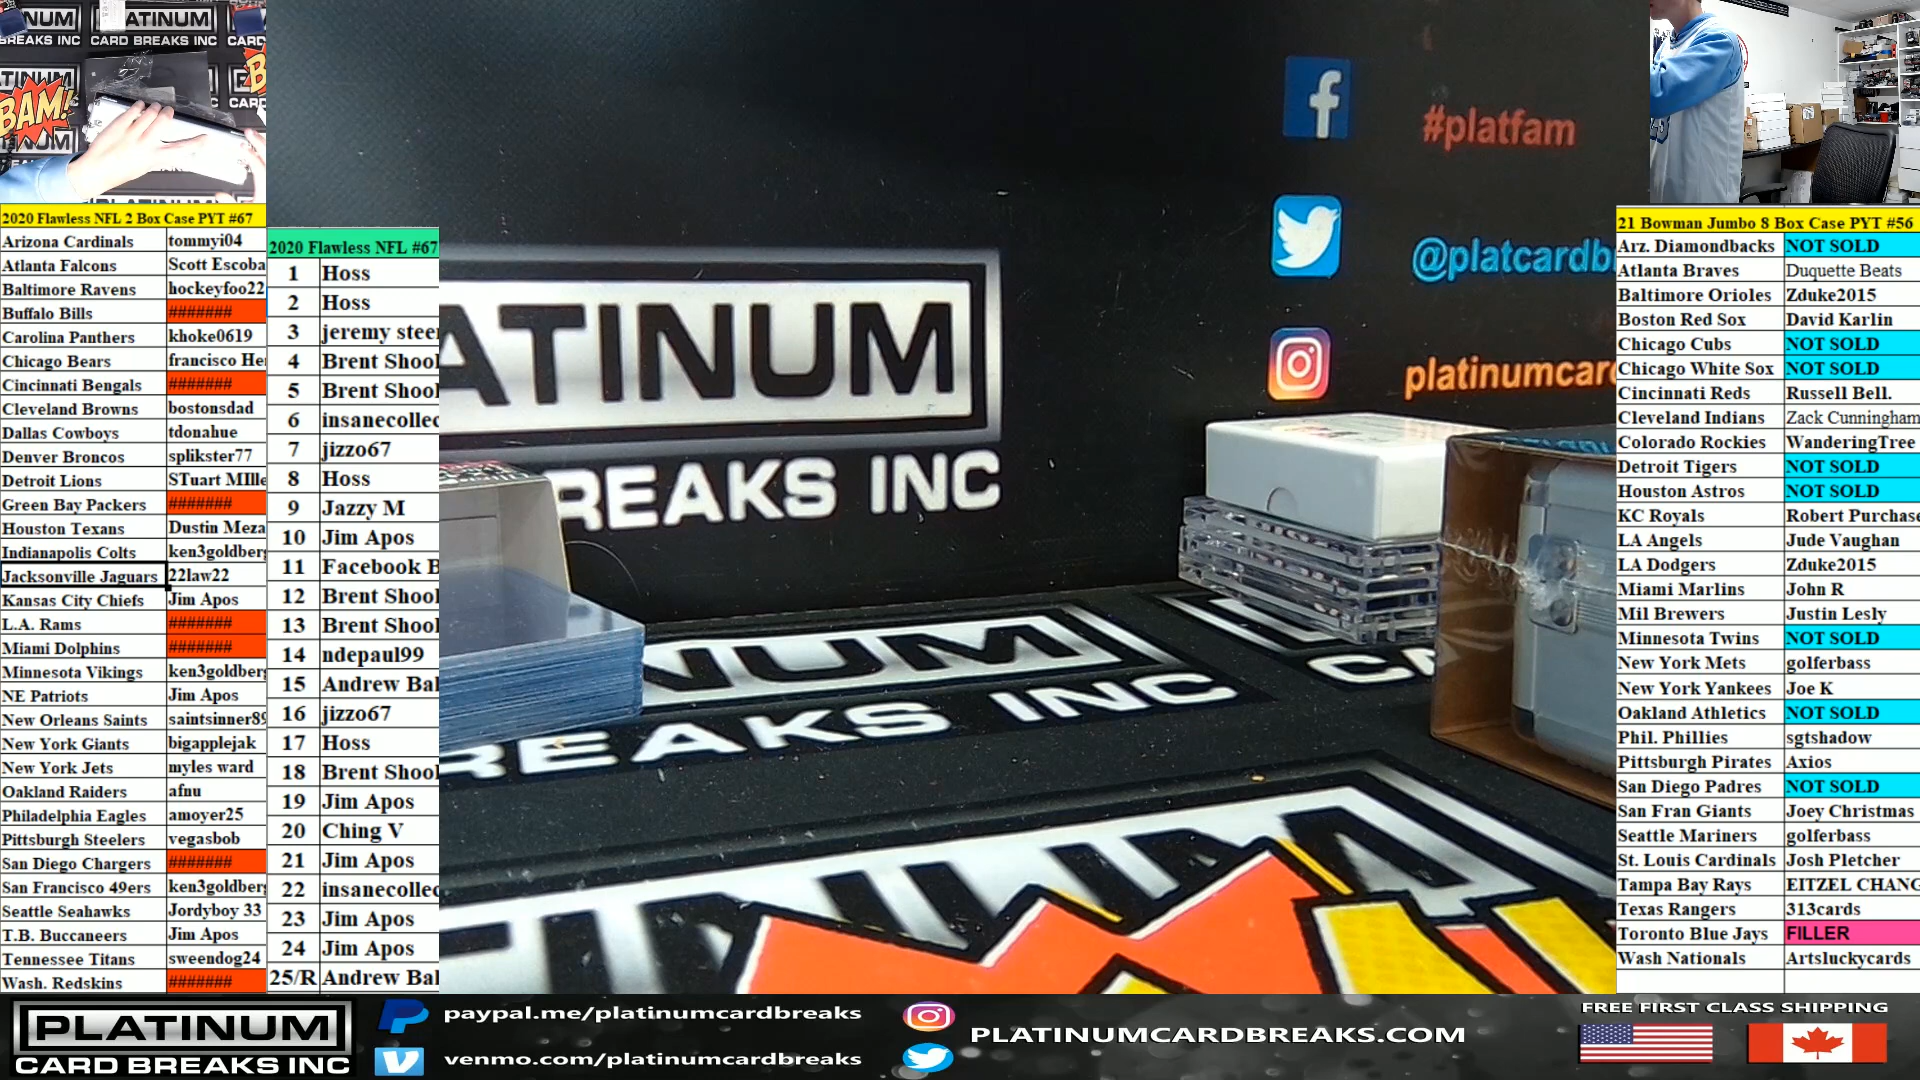 PLATINUM
CARD BREAKS INC
CARD
BAM!
2020 Flawless NFL 2 Box Case PYT #67
Arizona Cardinals tommyi04
Atlanta Falcons Scott Escoba
Baltimore Ravens hockeyfoo22
Buffalo Bills #######
Carolina Panthers khoke0619
Chicago Bears francisco He
Cincinnati Bengals #######
Cleveland Browns bostonsdad
Dallas Cowboys tdonahue
Denver Broncos splikster77
Detroit Lions STuart MIlle
Green Bay Packers #######
Houston Texans Dustin Meza
Indianapolis Colts ken3goldberg
Jacksonville Jaguars 22law22
Kansas City Chiefs Jim Apos
L.A. Rams #######
Miami Dolphins #######
Minnesota Vikings ken3goldberg
NE Patriots Jim Apos
New Orleans Saints saintsinner89
New York Giants bigapplejak
New York Jets myles ward
Oakland Raiders afnu
Philadelphia Eagles amoyer25
Pittsburgh Steelers vegasbob
San Diego Chargers #######
San Francisco 49ers ken3goldberg
Seattle Seahawks Jordyboy 33
T.B. Buccaneers Jim Apos
Tennessee Titans sweendog24
Wash. Redskins #######
2020 Flawless NFL #67
1 Hoss
2 Hoss
3 jeremy steer
4 Brent Shool
5 Brent Shool
6 insanecollec
7 jizzo67
8 Hoss
9 Jazzy M
10 Jim Apos
11 Facebook B
12 Brent Shool
13 Brent Shool
14 ndepaul99
15 Andrew Bal
16 jizzo67
17 Hoss
18 Brent Shool
19 Jim Apos
20 Ching V
21 Jim Apos
22 insanecollec
23 Jim Apos
24 Jim Apos
25/R Andrew Bal
#platfam
@platcardb
platinumcar
ATINUM
REAKS INC
NUM
REAKS INC
21 Bowman Jumbo 8 Box Case PYT #56
Arz. Diamondbacks NOT SOLD
Atlanta Braves Duquette Beats
Baltimore Orioles Zduke2015
Boston Red Sox David Karlin
Chicago Cubs NOT SOLD
Chicago White Sox NOT SOLD
Cincinnati Reds Russell Bell.
Cleveland Indians Zack Cunningham
Colorado Rockies WanderingTree
Detroit Tigers NOT SOLD
Houston Astros NOT SOLD
KC Royals Robert Purchase
LA Angels Jude Vaughan
LA Dodgers Zduke2015
Miami Marlins John R
Mil Brewers Justin Lesly
Minnesota Twins NOT SOLD
New York Mets golferbass
New York Yankees Joe K
Oakland Athletics NOT SOLD
Phil. Phillies sgtshadow
Pittsburgh Pirates Axios
San Diego Padres NOT SOLD
San Fran Giants Joey Christmas
Seattle Mariners golferbass
St. Louis Cardinals Josh Pletcher
Tampa Bay Rays EITZEL CHANG
Texas Rangers 313cards
Toronto Blue Jays FILLER
Wash Nationals Artsluckycards
PLATINUM
CARD BREAKS INC
paypal.me/platinumcardbreaks
venmo.com/platinumcardbreaks
PLATINUMCARDBREAKS.COM
FREE FIRST CLASS SHIPPING